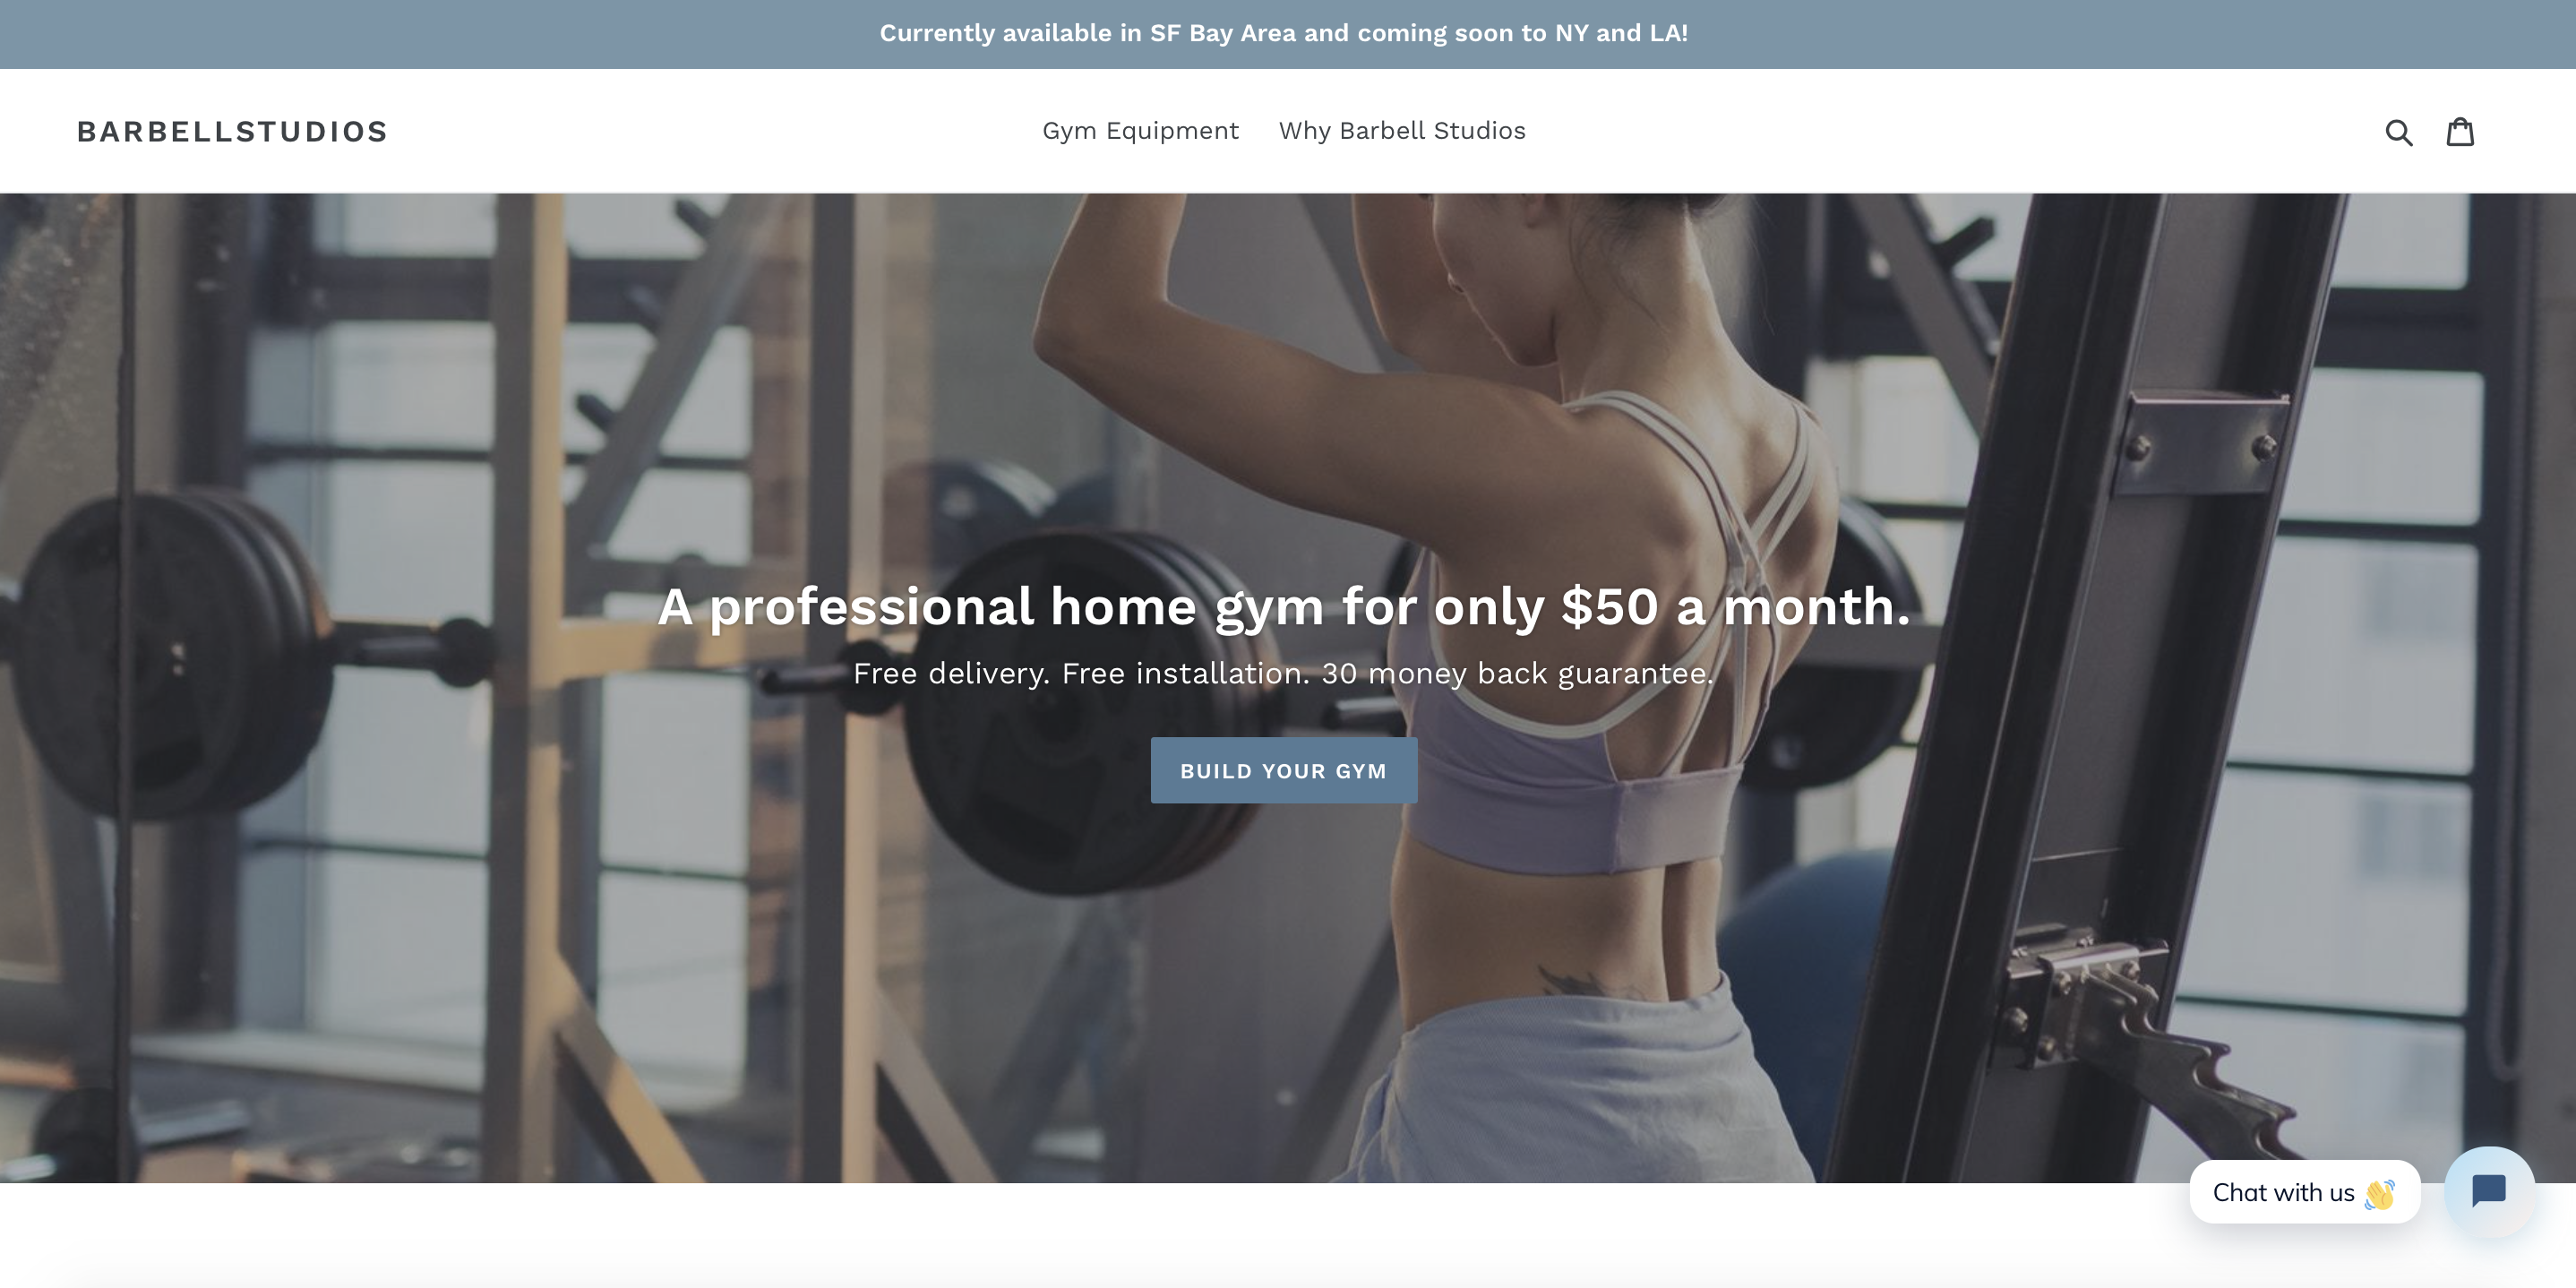 Currently available in SF Bay Area and coming soon to NY and LA!
BARBELLSTUDIOS
Gym Equipment
Why Barbell Studios
A professional home gym for only $50 a month.
Free delivery. Free installation. 30 money back guarantee.
BUILD YOUR GYM
Chat with us 👋